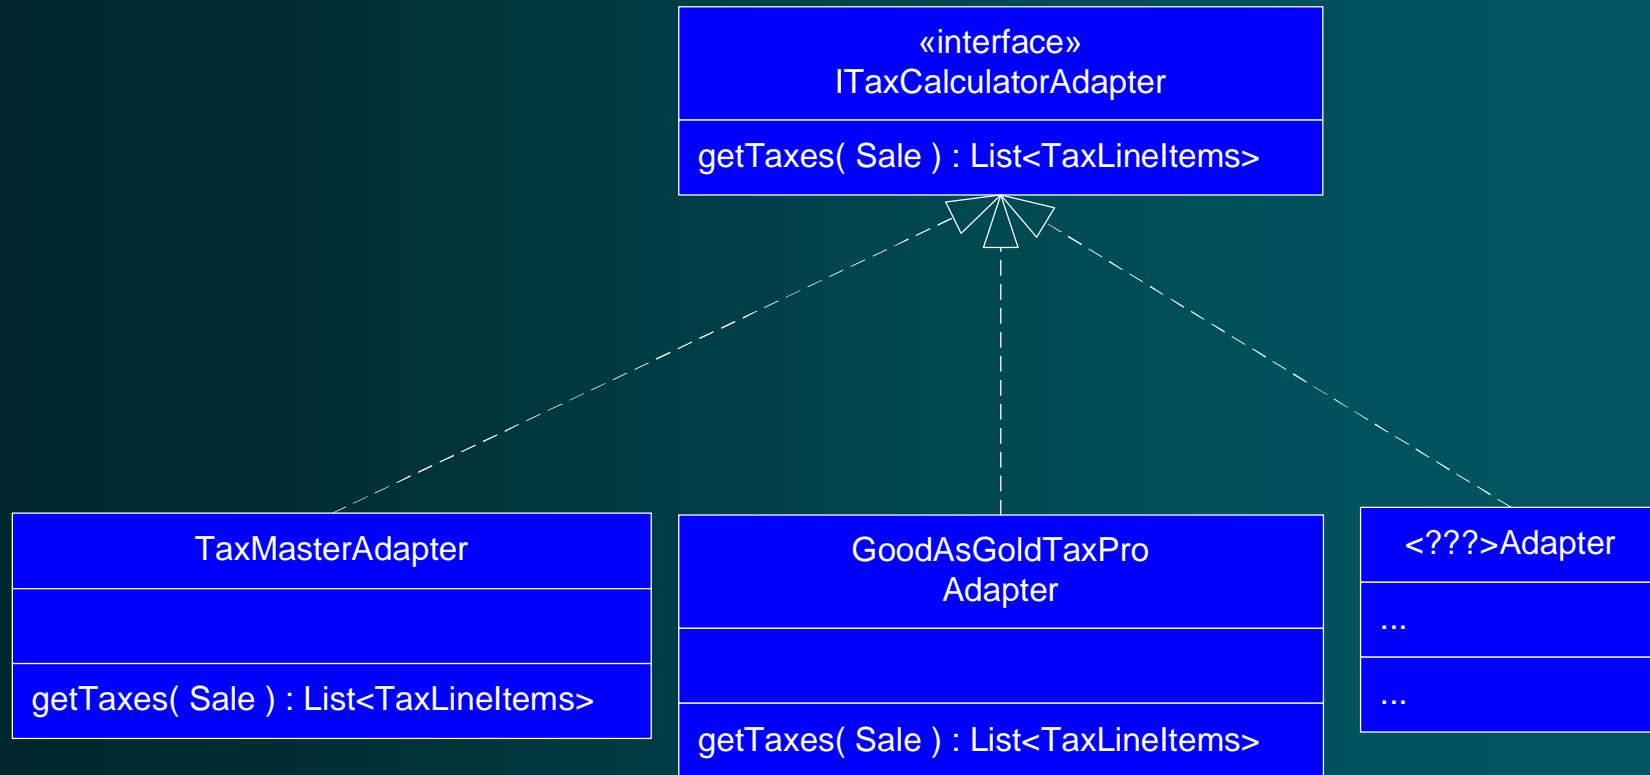 «interface»
ITaxCalculatorAdapter
getTaxes( Sale ) : List<TaxLineItems>
TaxMasterAdapter
getTaxes( Sale ) : List<TaxLineItems>
GoodAsGoldTaxPro
Adapter
getTaxes( Sale ) : List<TaxLineItems>
<???>Adapter
...
...